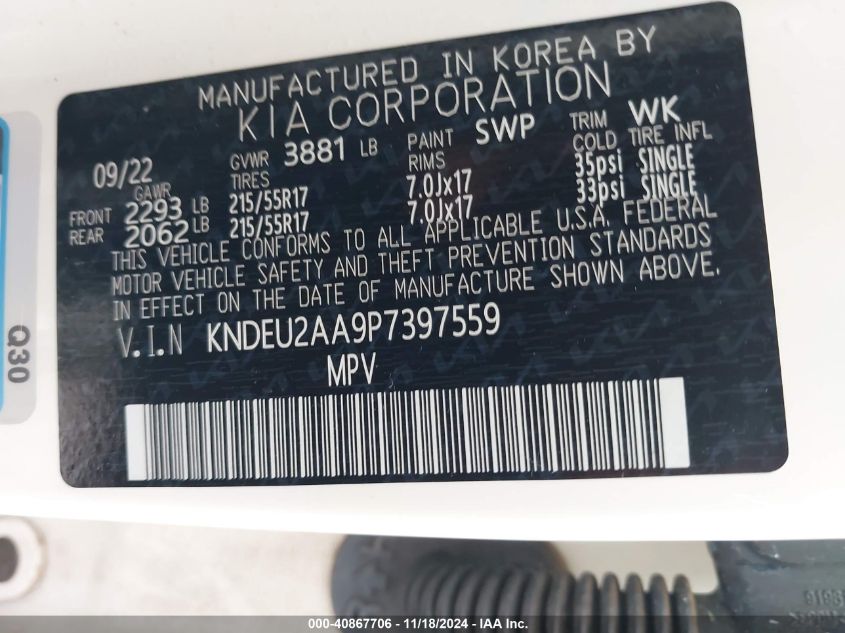 MANUFACTURED IN KOREA BY
KIA CORPORATION
09/22 GVWR 3881 LB PAINT SWP TRIM WK
GAWR TIRES RIMS COLD TIRE INFL
FRONT 2293 LB 215/55R17 7.0Jx17 35psi SINGLE
REAR 2062 LB 215/55R17 7.0Jx17 33psi SINGLE
THIS VEHICLE CONFORMS TO ALL APPLICABLE U.S.A. FEDERAL
MOTOR VEHICLE SAFETY AND THEFT PREVENTION STANDARDS
IN EFFECT ON THE DATE OF MANUFACTURE SHOWN ABOVE.
V.I.N KNDEU2AA9P7397559
MPV
Q30
000-40867706 - 11/18/2024 - IAA Inc.